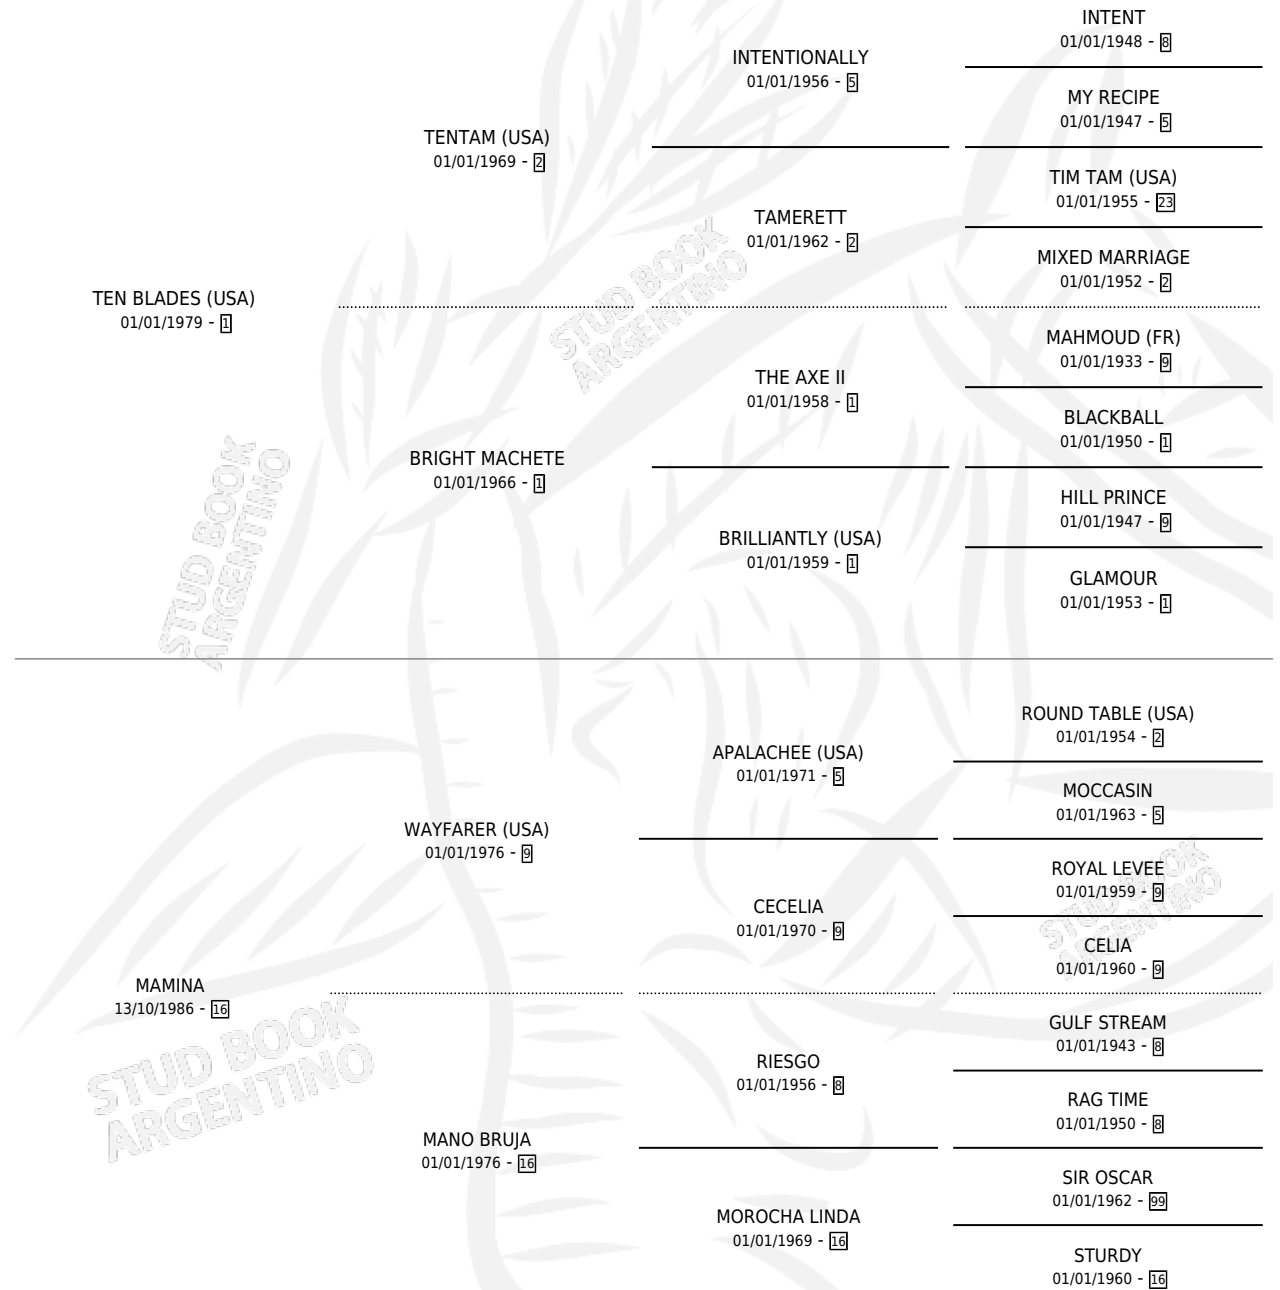 INTENT
01/01/1948 - 8
INTENTIONALLY
01/01/1956 - 5
MY RECIPE
01/01/1947 - 5
TENTAM (USA)
01/01/1969 - 2
TIM TAM (USA)
01/01/1955 - 23
TAMERETT
01/01/1962 - 2
MIXED MARRIAGE
01/01/1952 - 2
TEN BLADES (USA)
01/01/1979 - 1
MAHMOUD (FR)
01/01/1933 - 9
THE AXE II
01/01/1958 - 1
BLACKBALL
01/01/1950 - 1
BRIGHT MACHETE
01/01/1966 - 1
HILL PRINCE
01/01/1947 - 9
BRILLIANTLY (USA)
01/01/1959 - 1
GLAMOUR
01/01/1953 - 1
STUD BOOK
ARGENTINO
STUD BOOK
ARGENTINO
ROUND TABLE (USA)
01/01/1954 - 2
APALACHEE (USA)
01/01/1971 - 5
MOCCASIN
01/01/1963 - 5
WAYFARER (USA)
01/01/1976 - 9
ROYAL LEVEE
01/01/1959 - 9
CECELIA
01/01/1970 - 9
CELIA
01/01/1960 - 9
STUD BOOK
ARGENTINO
MAMINA
13/10/1986 - 16
GULF STREAM
01/01/1943 - 8
RIESGO
01/01/1956 - 8
RAG TIME
01/01/1950 - 8
STUD BOOK
ARGENTINO
MANO BRUJA
01/01/1976 - 16
SIR OSCAR
01/01/1962 - 99
MOROCHA LINDA
01/01/1969 - 16
STURDY
01/01/1960 - 16